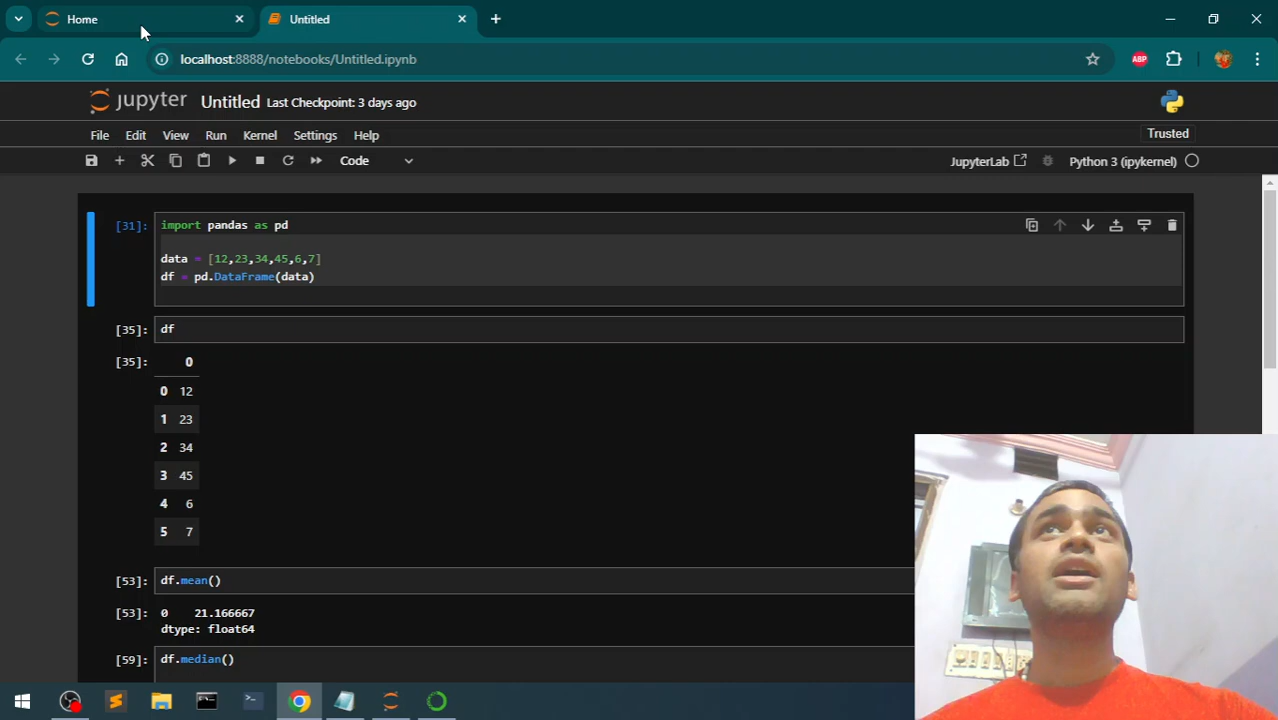 Home
Untitled
localhost:8888/notebooks/Untitled.ipynb
ABP
jupyter Untitled Last Checkpoint: 3 days ago
File Edit View Run Kernel Settings Help
Trusted
Code
JupyterLab
Python 3 (ipykernel)
[31]: import pandas as pd
data = [12,23,34,45,6,7]
df = pd.DataFrame(data)
[35]: df
[35]: 0
0 12
1 23
2 34
3 45
4 6
5 7
[53]: df.mean()
[53]: 0 21.166667
dtype: float64
[59]: df.median()